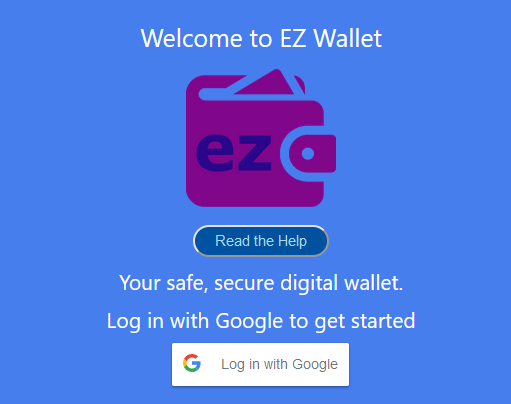 Welcome to EZ Wallet
ez
Read the Help
Your safe, secure digital wallet.
Log in with Google to get started
Log in with Google